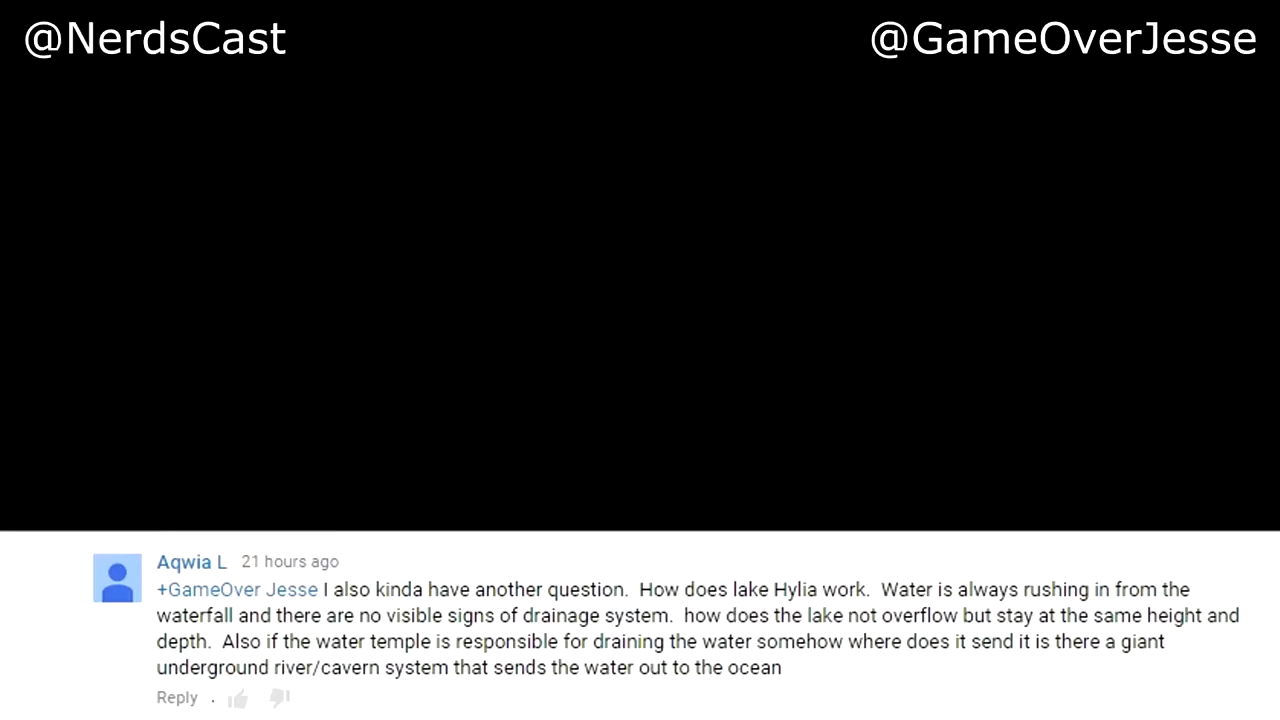 @NerdsCast
@GameOverJesse
Aqwia L 21 hours ago
+GameOver Jesse I also kinda have another question.  How does lake Hylia work.  Water is always rushing in from the
waterfall and there are no visible signs of drainage system.  how does the lake not overflow but stay at the same height and
depth.  Also if the water temple is responsible for draining the water somehow where does it send it is there a giant
underground river/cavern system that sends the water out to the ocean
Reply .